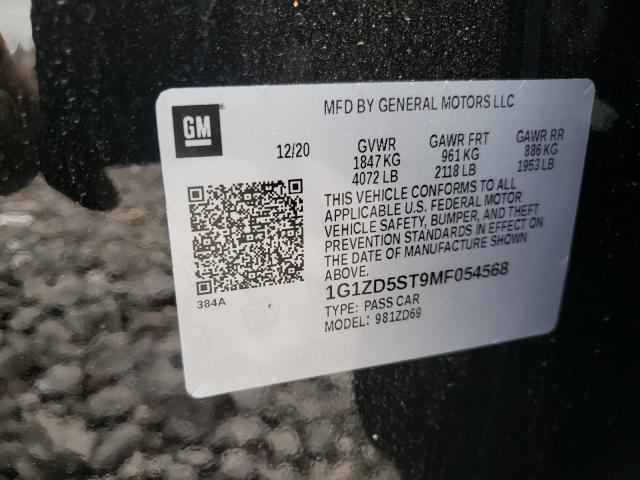 MFD BY GENERAL MOTORS LLC
GM
12/20 GVWR GAWR FRT GAWR RR
1847 KG 961 KG 886 KG
4072 LB 2118 LB 1953 LB
THIS VEHICLE CONFORMS TO ALL
APPLICABLE U.S. FEDERAL MOTOR
VEHICLE SAFETY, BUMPER, AND THEFT
PREVENTION STANDARDS IN EFFECT ON
THE DATE OF MANUFACTURE SHOWN
ABOVE.
384A
1G1ZD5ST9MF054568
TYPE: PASS CAR
MODEL: 981ZD69